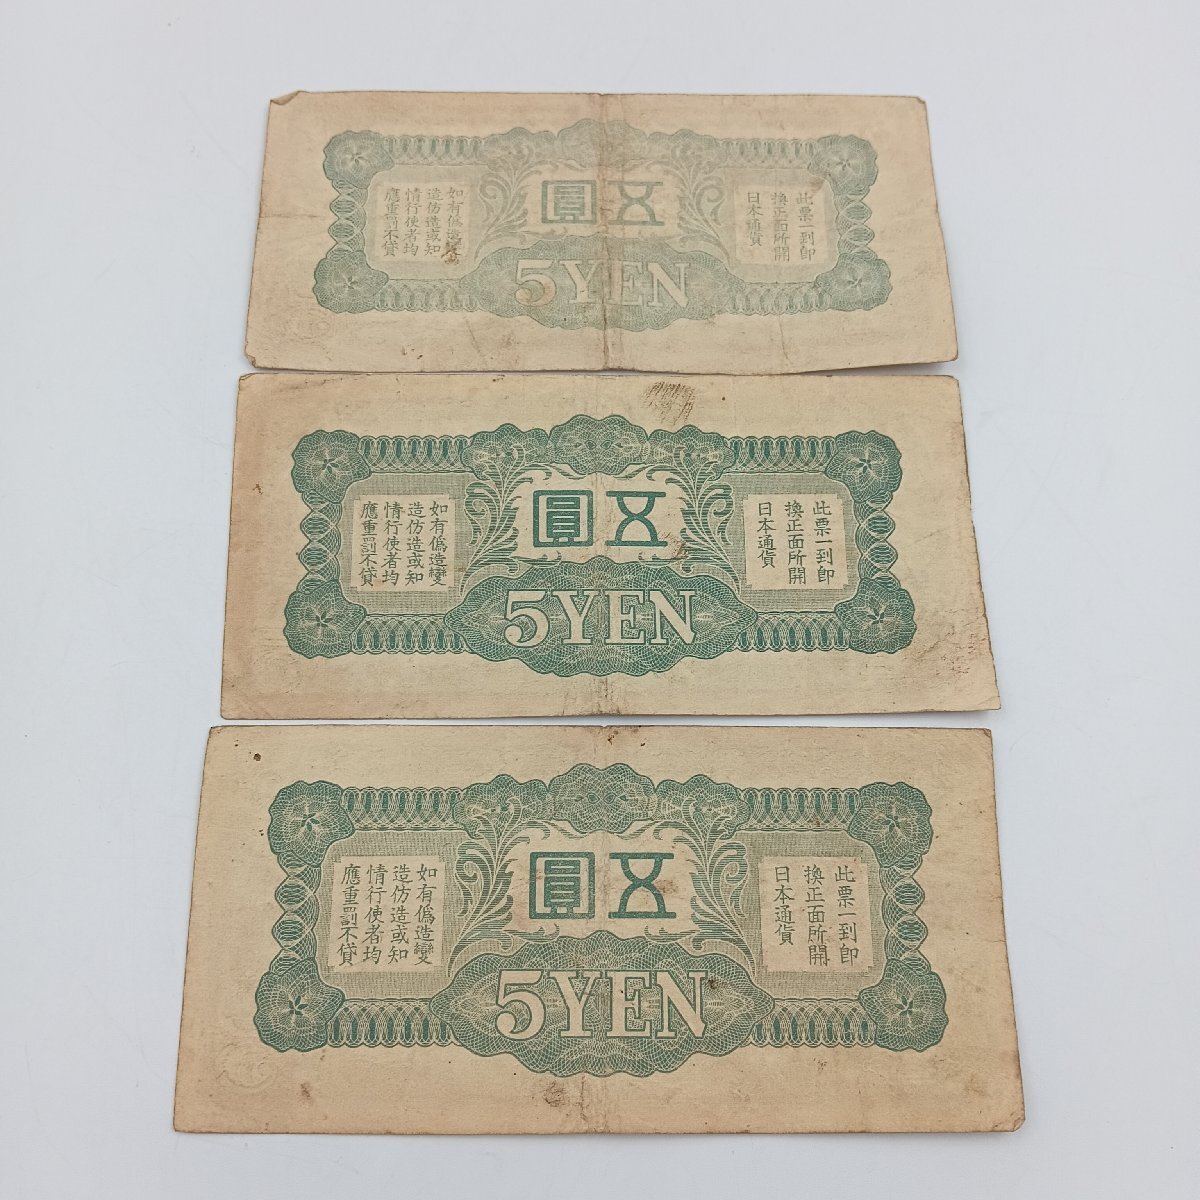 五圓
此票一到即
換正面所開
日本通貨
如有偽造變
造仿造或知
情行使者均
應重罰不貸
5YEN
五圓
此票一到即
換正面所開
日本通貨
如有僞造變
造仿造或知
情行使者均
應重罰不貸
5YEN
五圓
此票一到即
換正面所開
日本通貨
如有僞造變
造仿造或知
情行使者均
應重罰不貸
5YEN